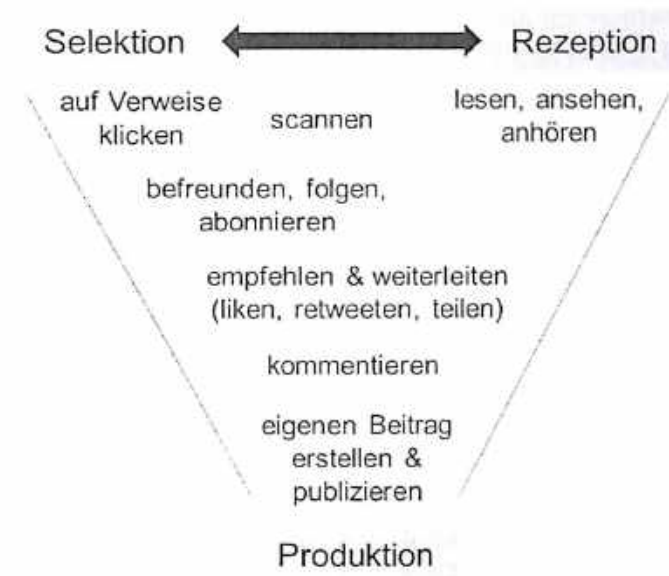 Selektion Rezeption
auf Verweise
klicken
scannen
lesen, ansehen,
anhören
befreunden, folgen,
abonnieren
empfehlen & weiterleiten
(liken, retweeten, teilen)
kommentieren
eigenen Beitrag
erstellen &
publizieren
Produktion